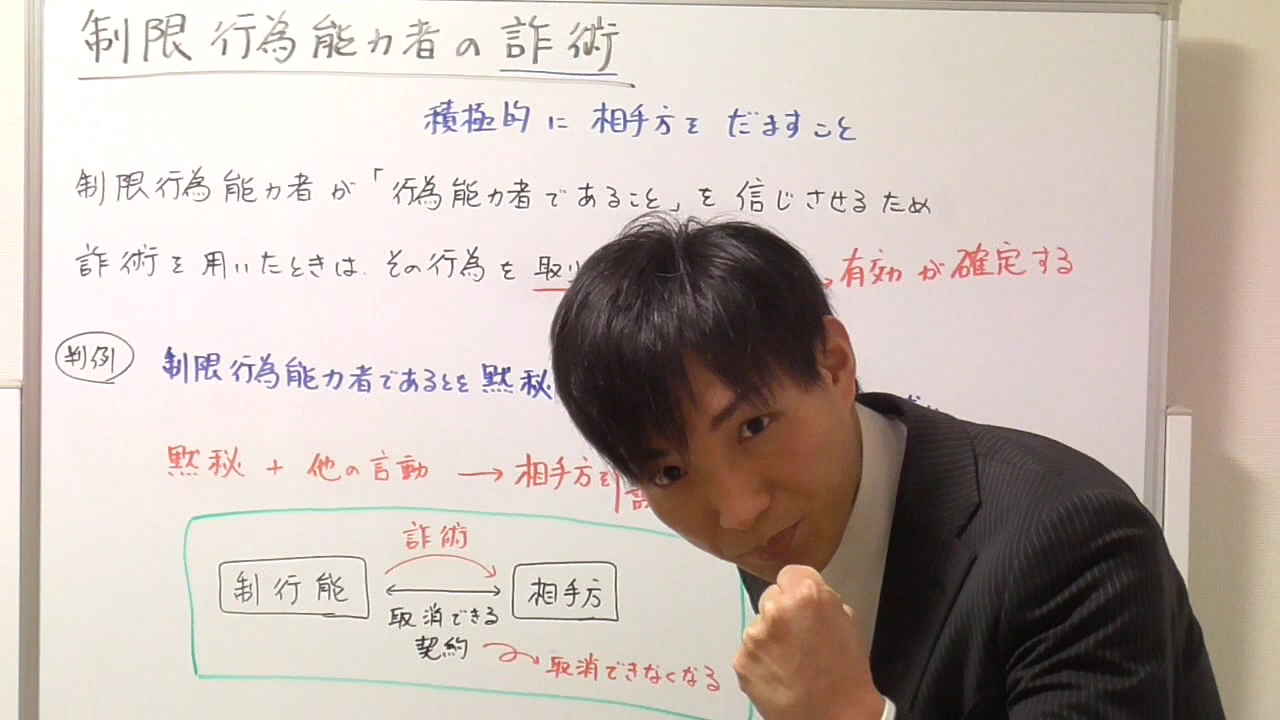 制限行為能力者の詐術
積極的に相手方を だますこと
制限行為能力者が「行為能力者であること」を信じさせるため
詐術を用いたときは、その行為を取
有効が確定する
判例
制限行為能力者であることを黙秘
黙秘 + 他の言動 → 相手方を
詐術
制行能
相手方
取消できる
契約
取消できなくなる